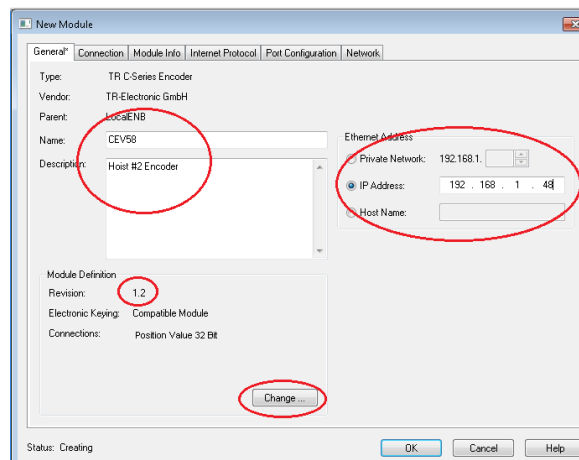 New Module
General* Connection Module Info Internet Protocol Port Configuration Network
Type: TR C-Series Encoder
Vendor: TR-Electronic GmbH
Parent: LocalENB
Name: CEV58
Description: Hoist #2 Encoder
Ethernet Address
Private Network: 192.168.1.
IP Address: 192 . 168 . 1 . 48
Host Name:
Module Definition
Revision: 1.2
Electronic Keying: Compatible Module
Connections: Position Value 32 Bit
Change ...
Status: Creating
OK Cancel Help